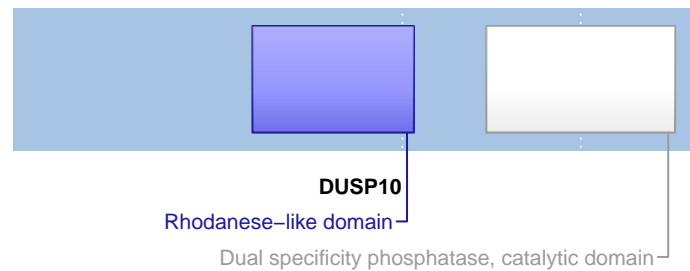 DUSP10
Rhodanese−like domain
Dual specificity phosphatase, catalytic domain